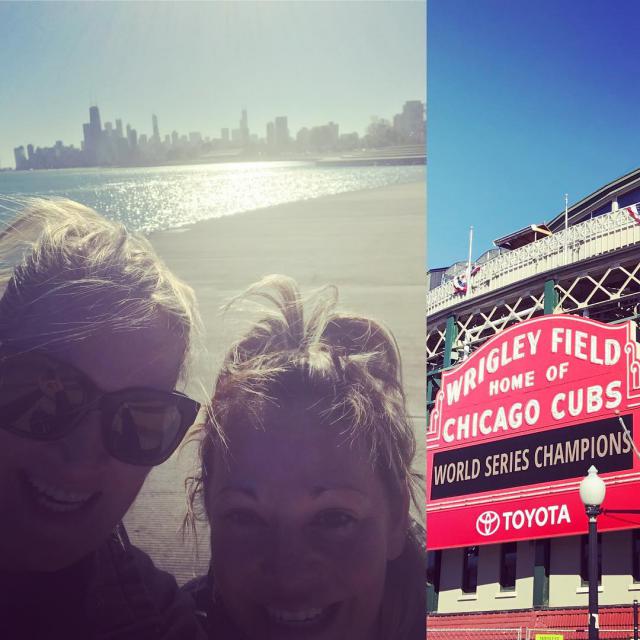 WRIGLEY FIELD
HOME OF
CHICAGO CUBS
WORLD SERIES CHAMPIONS
TOYOTA